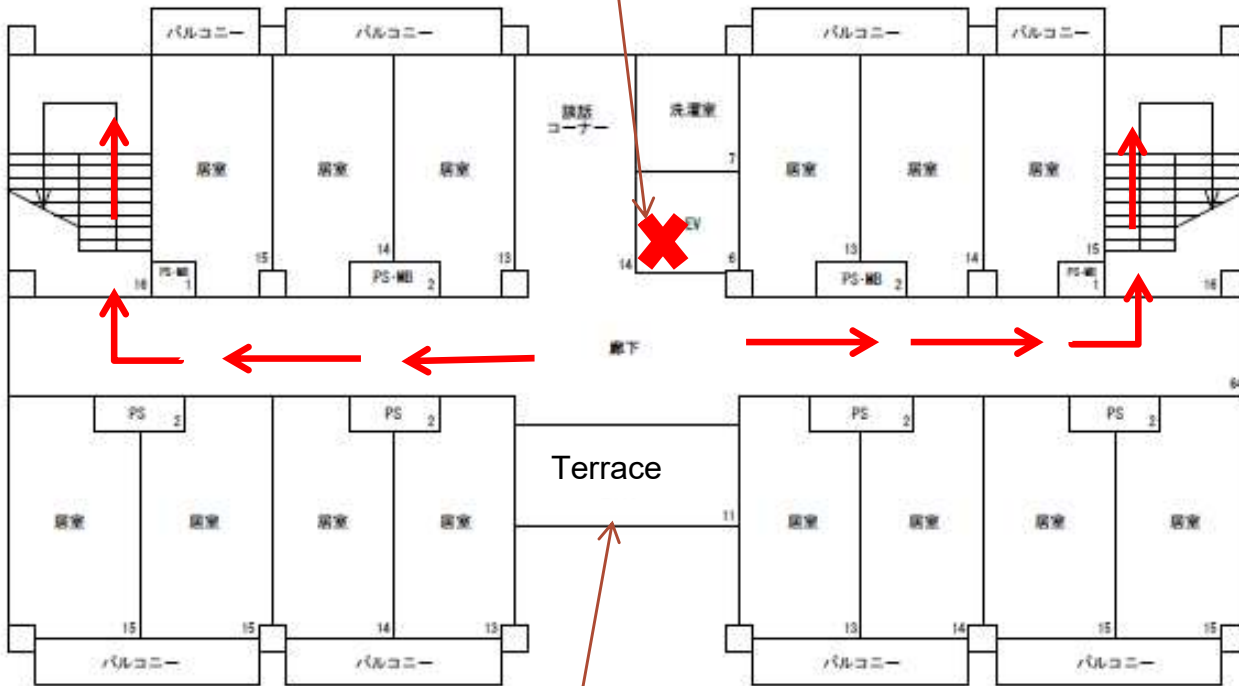 バルコニー
バルコニー
バルコニー
バルコニー
談話
コーナー
洗濯室
7
居室
居室
居室
居室
居室
居室
EV
15
14
13
14
6
13
14
15
16
PS・MB
1
PS・MB
2
PS・MB
2
PS・MB
1
16
廊下
64
PS
2
PS
2
PS
2
PS
2
Terrace
11
居室
居室
居室
居室
居室
居室
居室
居室
15
15
14
13
13
14
15
15
バルコニー
バルコニー
バルコニー
バルコニー